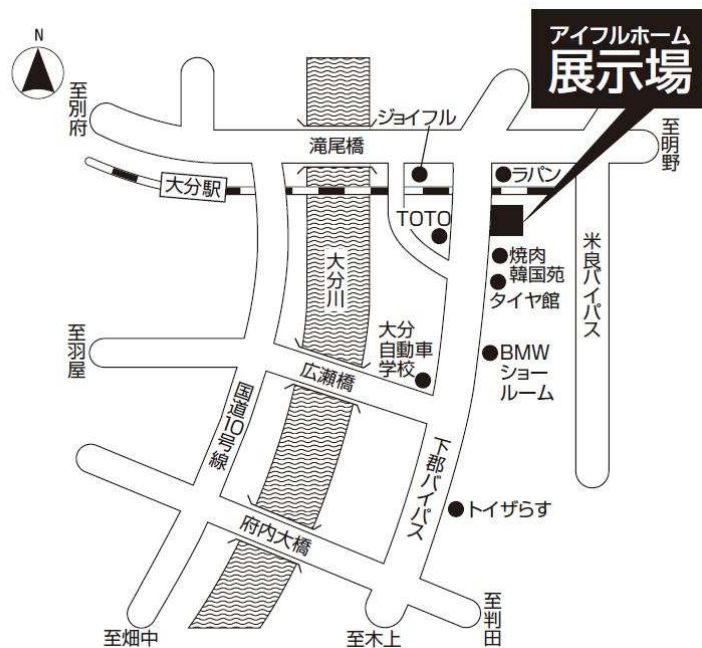 N
アイフルホーム
展示場
至別府
ジョイフル
至明野
滝尾橋
ラパン
大分駅
TOTO
焼肉
韓国苑
タイヤ館
米良バイパス
大分川
大分
自動車
学校
至羽屋
BMW
ショー
ルーム
広瀬橋
国道10号線
下郡バイパス
トイザらす
府内大橋
至畑中
至木上
至判田